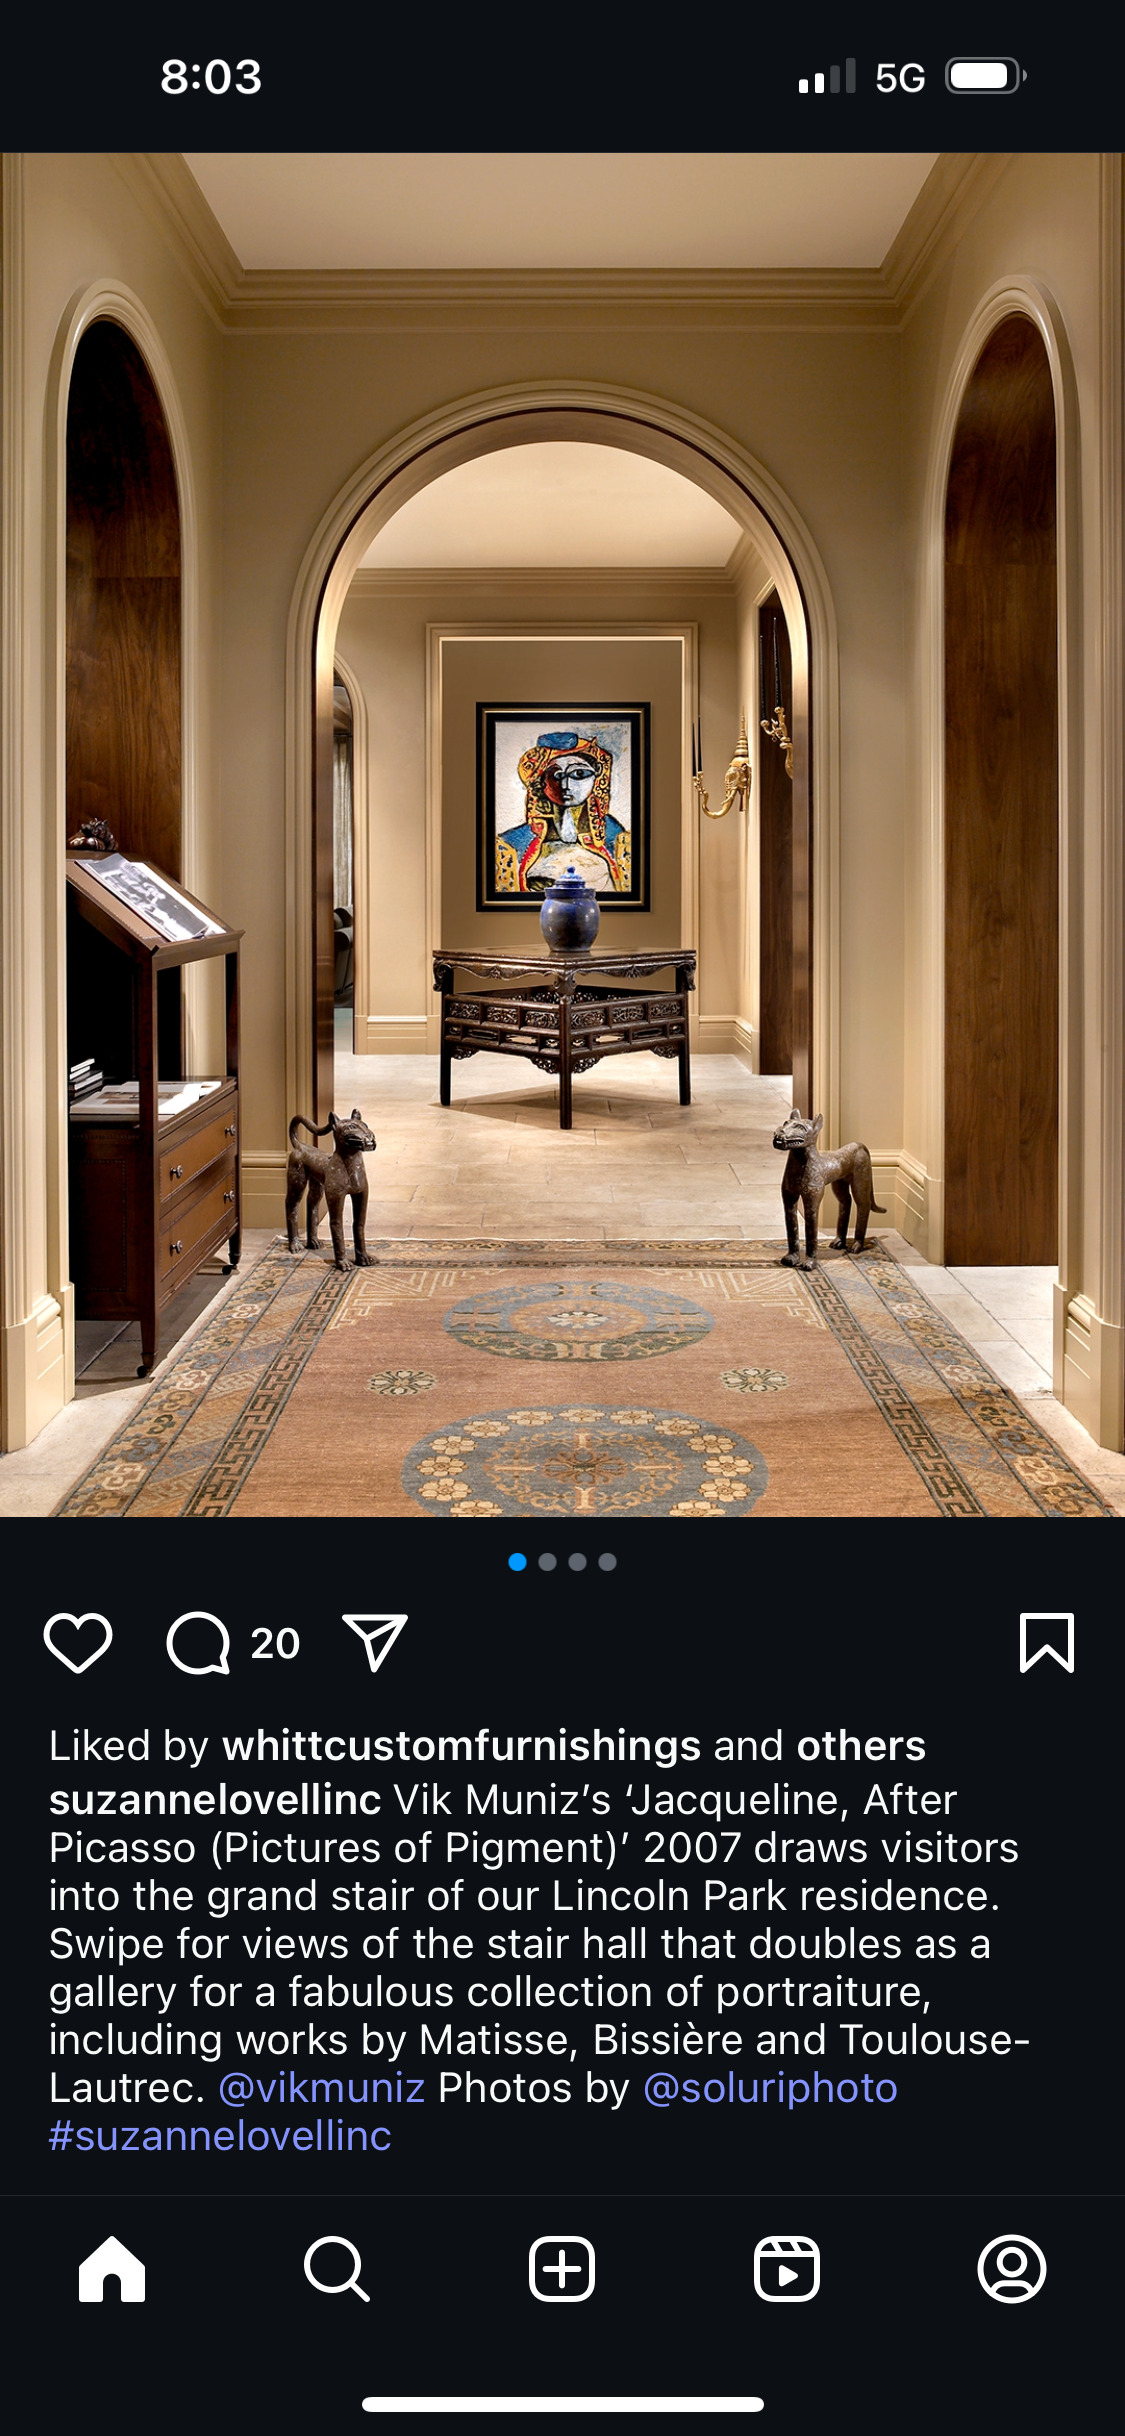 8:03
5G
20
Liked by whittcustomfurnishings and others
suzannelovellinc Vik Muniz’s ‘Jacqueline, After
Picasso (Pictures of Pigment)’ 2007 draws visitors
into the grand stair of our Lincoln Park residence.
Swipe for views of the stair hall that doubles as a
gallery for a fabulous collection of portraiture,
including works by Matisse, Bissière and Toulouse-
Lautrec. @vikmuniz Photos by @soluriphoto
#suzannelovellinc